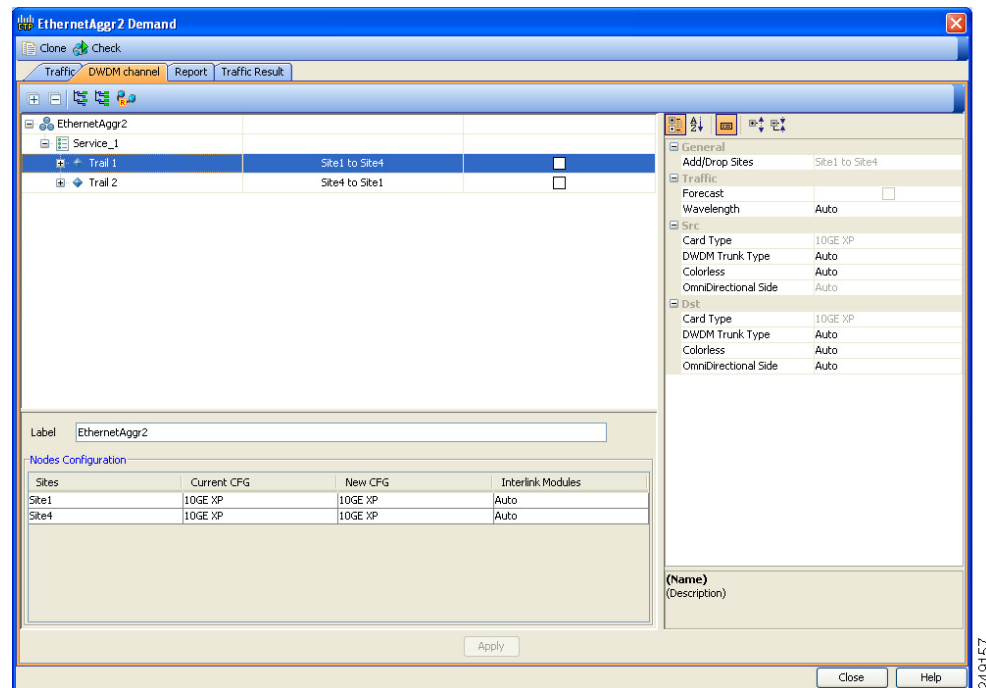 CTP EthernetAggr2 Demand
Clone Check
Traffic DWDM channel Report Traffic Result
EthernetAggr2
Service_1
Trail 1 Site1 to Site4
Trail 2 Site4 to Site1
General
Add/Drop Sites Site1 to Site4
Traffic
Forecast
Wavelength Auto
Src
Card Type 10GE XP
DWDM Trunk Type Auto
Colorless Auto
OmniDirectional Side Auto
Dst
Card Type 10GE XP
DWDM Trunk Type Auto
Colorless Auto
OmniDirectional Side Auto
Label EthernetAggr2
Nodes Configuration
Sites Current CFG New CFG Interlink Modules
Site1 10GE XP 10GE XP Auto
Site4 10GE XP 10GE XP Auto
(Name)
(Description)
Apply
Close Help
249157